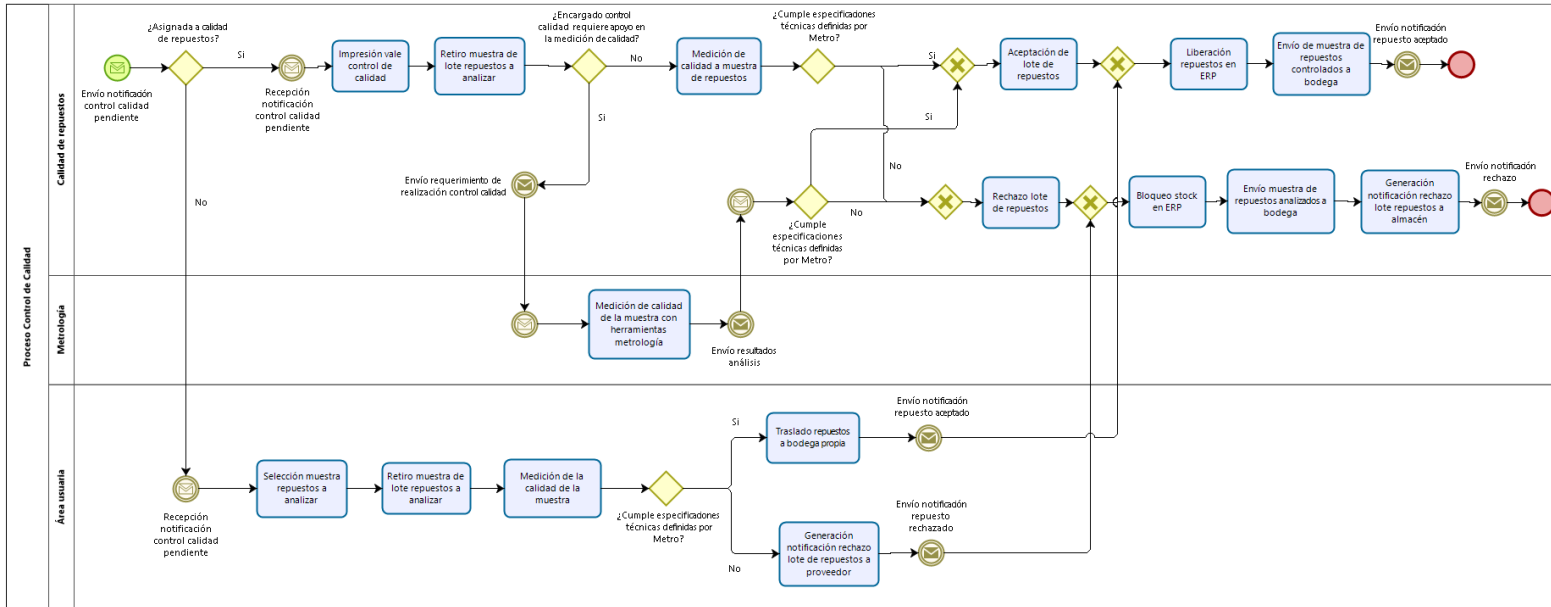 Proceso Control de Calidad
Calidad de repuestos
¿Asignada a calidad
de repuestos?
Envío notificación
control calidad
pendiente
Si
No
Recepción
notificación
control calidad
pendiente
Impresión vale
control de
calidad
Retiro muestra de
lote repuestos a
analizar
¿Encargado control
calidad requiere apoyo en
la medición de calidad?
No
Si
Medición de
calidad a muestra
de repuestos
¿Cumple especificaciones
técnicas definidas por
Metro?
Si
No
Aceptación de
lote de
repuestos
Liberación
repuestos en
ERP
Envío de muestra de
repuestos
controlados a
bodega
Envío notificación
repuesto aceptado
Envío requerimiento de
realización control calidad
Si
No
¿Cumple
especificaciones
técnicas definidas
por Metro?
Rechazo lote
de repuestos
Bloqueo stock
en ERP
Envío muestra de
repuestos analizados a
bodega
Generación
notificación rechazo
lote repuestos a
almacén
Envío notificación
rechazo
Metrología
Medición de calidad
de la muestra con
herramientas
metrología
Envío resultados
análisis
Área usuaria
Recepción
notificación
control calidad
pendiente
Selección muestra
repuestos a
analizar
Retiro muestra de
lote repuestos a
analizar
Medición de la
calidad de la
muestra
¿Cumple especificaciones
técnicas definidas por
Metro?
Si
No
Traslado repuestos
a bodega propia
Envío notificación
repuesto aceptado
Generación
notificación rechazo
lote de repuestos a
proveedor
Envío notificación
repuesto
rechazado